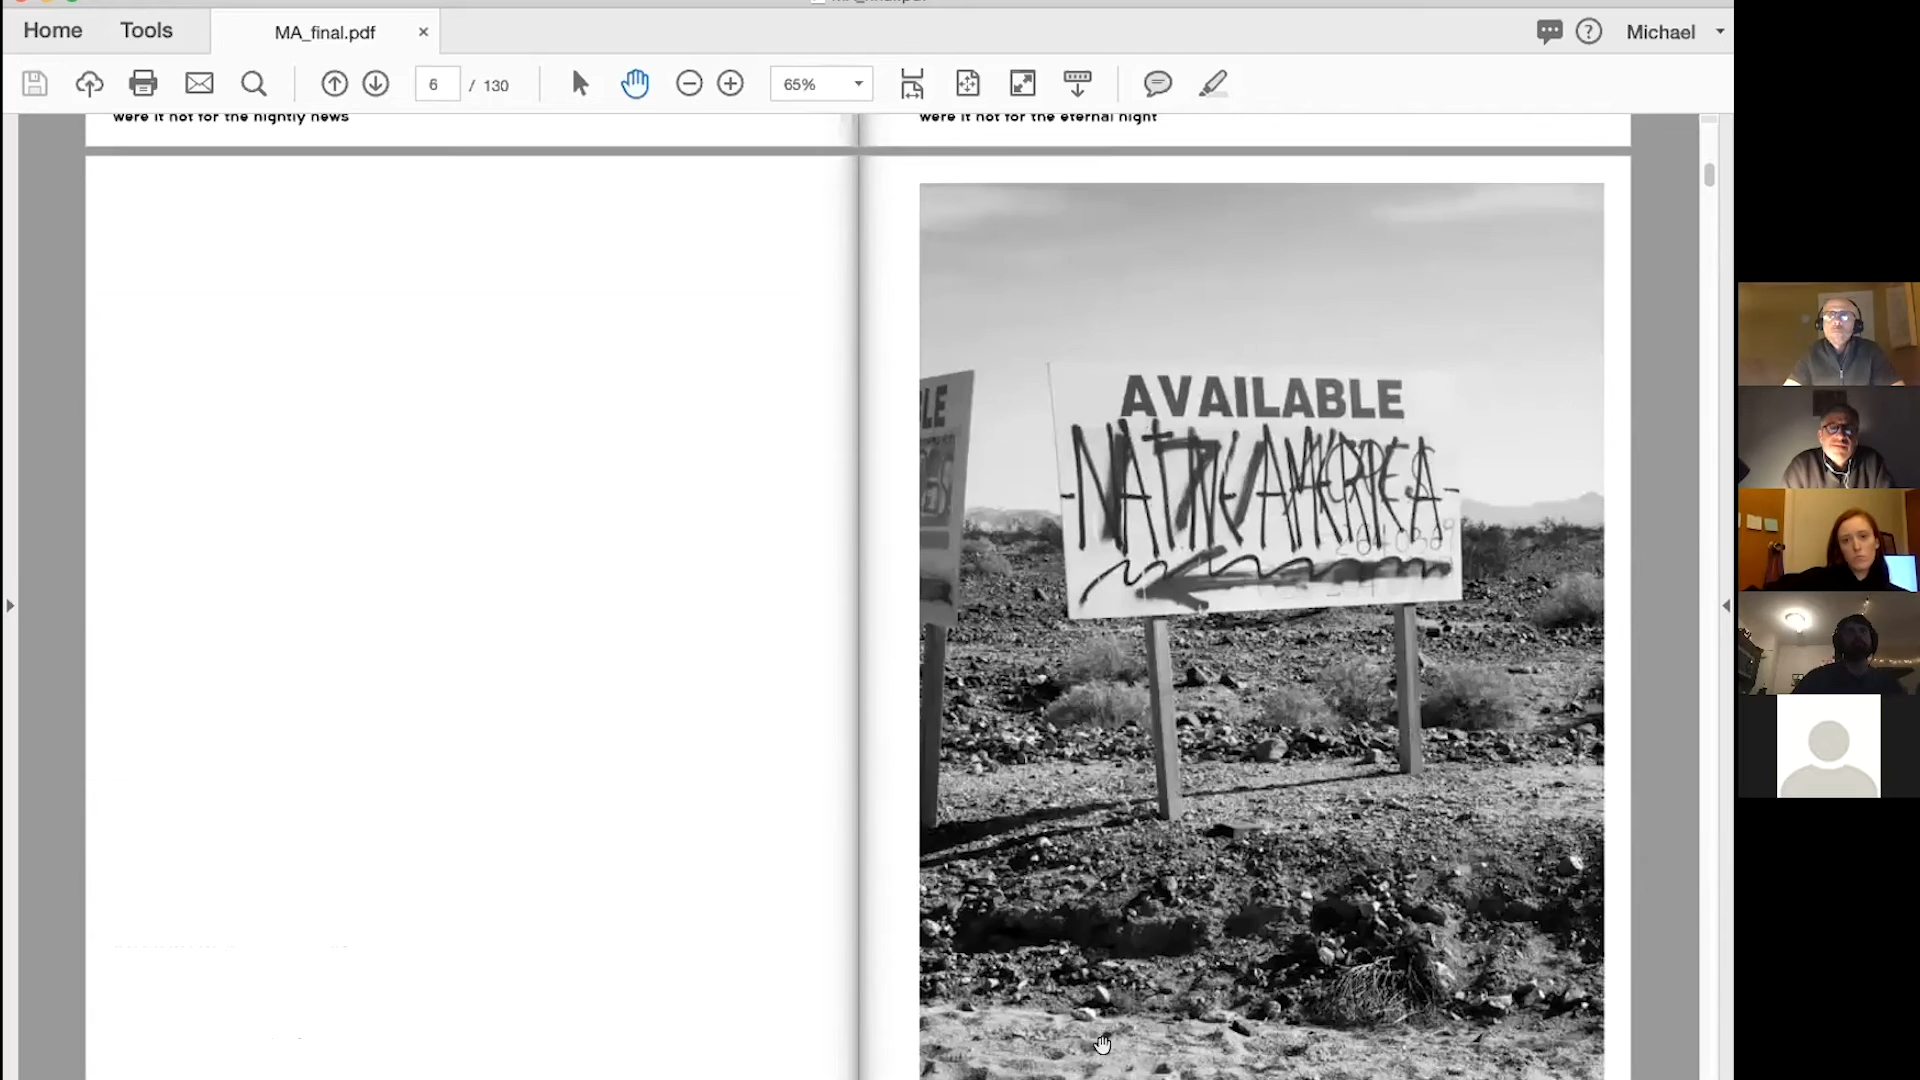 Home Tools MA_final.pdf × ? Michael
6 / 130 65%
were it not for the nightly news
were it not for the eternal night
LE
AVAILABLE